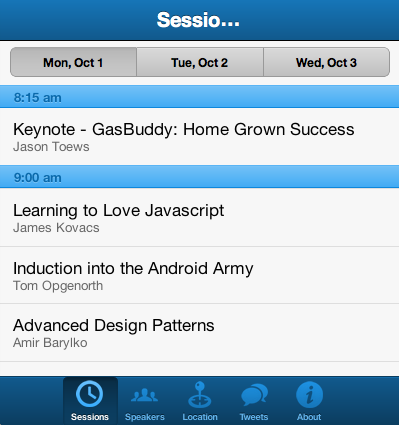 Sessio...
Mon, Oct 1
Tue, Oct 2
Wed, Oct 3
8:15 am
Keynote - GasBuddy: Home Grown Success
Jason Toews
9:00 am
Learning to Love Javascript
James Kovacs
Induction into the Android Army
Tom Opgenorth
Advanced Design Patterns
Amir Barylko
Sessions
Speakers
Location
Tweets
About